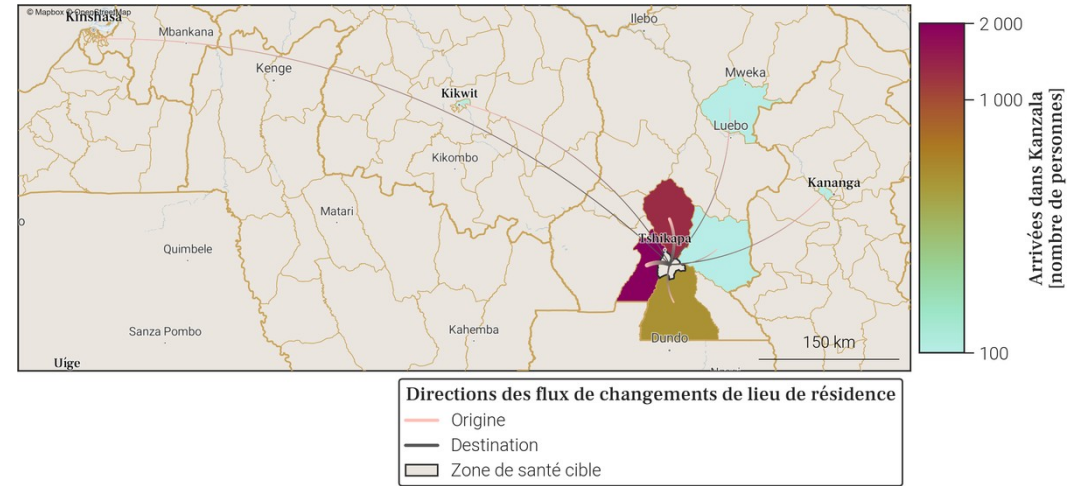 © Mapbox © OpenStreetMap
Kinshasa
Mbankana
Ilebo
Kenge
Mweka
Kikwit
Luebo
Kikombo
Kananga
Matari
o
Tshikapa
Quimbele
Sanza Pombo
Kahemba
Dundo
150 km
Uíge
2 000
1 000
100
Arrivées dans Kanzala
[nombre de personnes]
Directions des flux de changements de lieu de résidence
Origine
Destination
Zone de santé cible